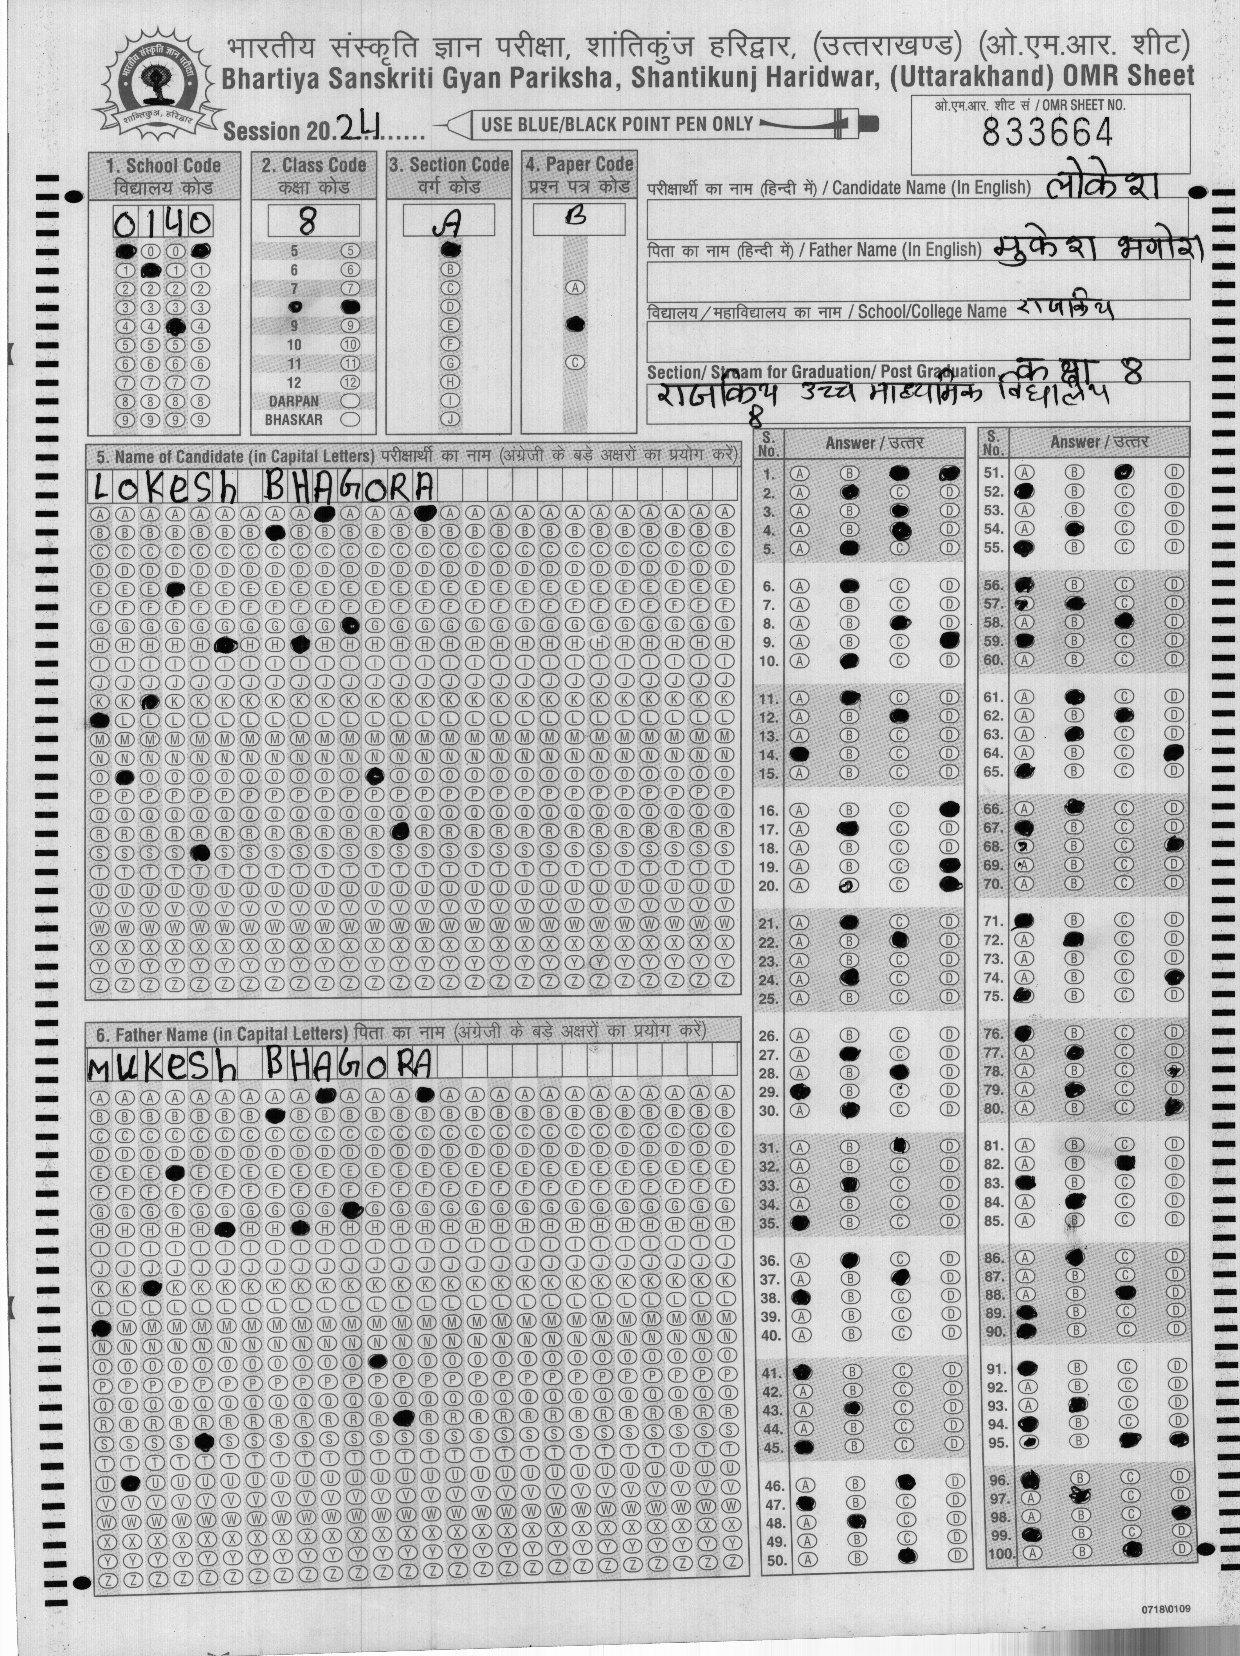 भारतीय संस्कृति ज्ञान परीक्षा, शांतिकुंज हरिद्वार, (उत्तराखण्ड) (ओ.एम.आर. शीट)
Bhartiya Sanskriti Gyan Pariksha, Shantikunj Haridwar, (Uttarakhand) OMR Sheet
Session 20.24.........
USE BLUE/BLACK POINT PEN ONLY
ओ.एम.आर. शीट सं / OMR SHEET NO.
833664
1. School Code
विद्यालय कोड
0140
2. Class Code
कक्षा कोड
8
5
6
7
9
10
11
12
DARPAN
BHASKAR
3. Section Code
वर्ग कोड
A
4. Paper Code
प्रश्न पत्र कोड
B
परीक्षार्थी का नाम (हिन्दी में) / Candidate Name (In English) लोकेश
पिता का नाम (हिन्दी में) / Father Name (In English) मुकेश भगोरा
विद्यालय/महाविद्यालय का नाम / School/College Name राजकिय
Section/ Stream for Graduation/ Post Graduation कक्षा 8
राजकिय उच्च माध्यमिक विद्यालय
8
5. Name of Candidate (in Capital Letters) परीक्षार्थी का नाम (अंग्रेजी के बड़े अक्षरों का प्रयोग करें)
LOKeSh BHAGORA
6. Father Name (in Capital Letters) पिता का नाम (अंग्रेजी के बड़े अक्षरों का प्रयोग करें)
MUKeSh BHAGORA
S. No. Answer / उत्तर
S. No. Answer / उत्तर
0718\0109